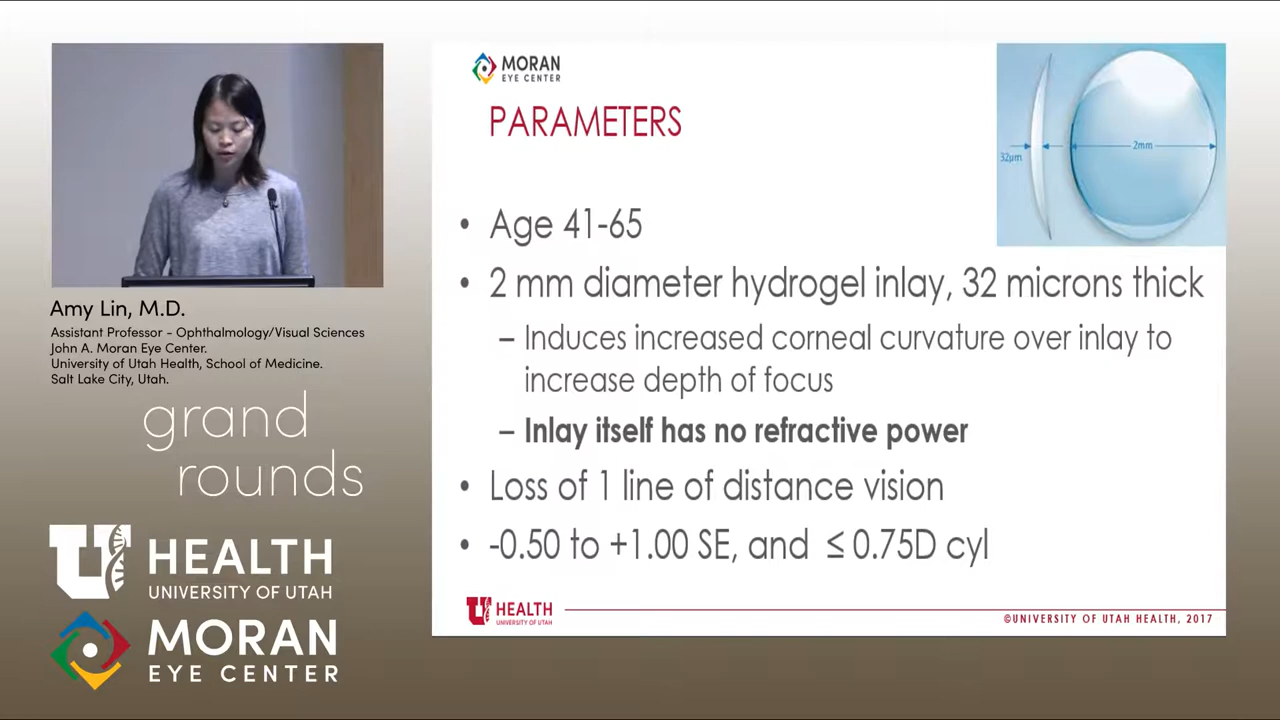 Amy Lin, M.D.
Assistant Professor - Ophthalmology/Visual Sciences
John A. Moran Eye Center.
University of Utah Health, School of Medicine.
Salt Lake City, Utah.
grand
rounds
U HEALTH
UNIVERSITY OF UTAH
MORAN
EYE CENTER
MORAN
EYE CENTER
PARAMETERS
32µm
2mm
• Age 41-65
• 2 mm diameter hydrogel inlay, 32 microns thick
– Induces increased corneal curvature over inlay to
increase depth of focus
– Inlay itself has no refractive power
• Loss of 1 line of distance vision
• -0.50 to +1.00 SE, and ≤ 0.75D cyl
U HEALTH
UNIVERSITY OF UTAH
©UNIVERSITY OF UTAH HEALTH, 2017